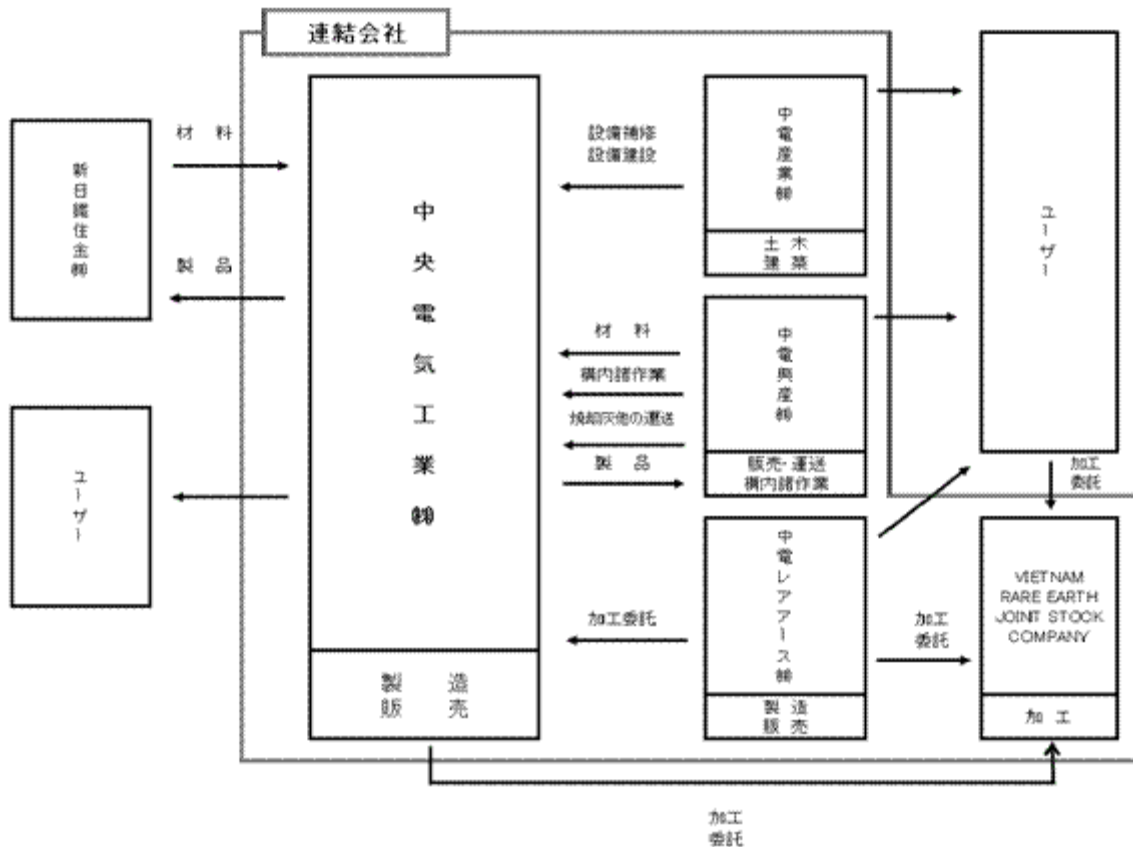 連結会社
新日鐵住金㈱
材料
製品
ユーザー
中央電気工業㈱
製造
販売
設備補修
設備建設
中電産業㈱
土木
建築
材料
構内諸作業
焼却灰他の運送
製品
中電興産㈱
販売・運送
構内諸作業
加工委託
中電レアアース㈱
製造
販売
ユーザー
加工
委託
加工
委託
VIETNAM
RARE EARTH
JOINT STOCK
COMPANY
加工
加工
委託